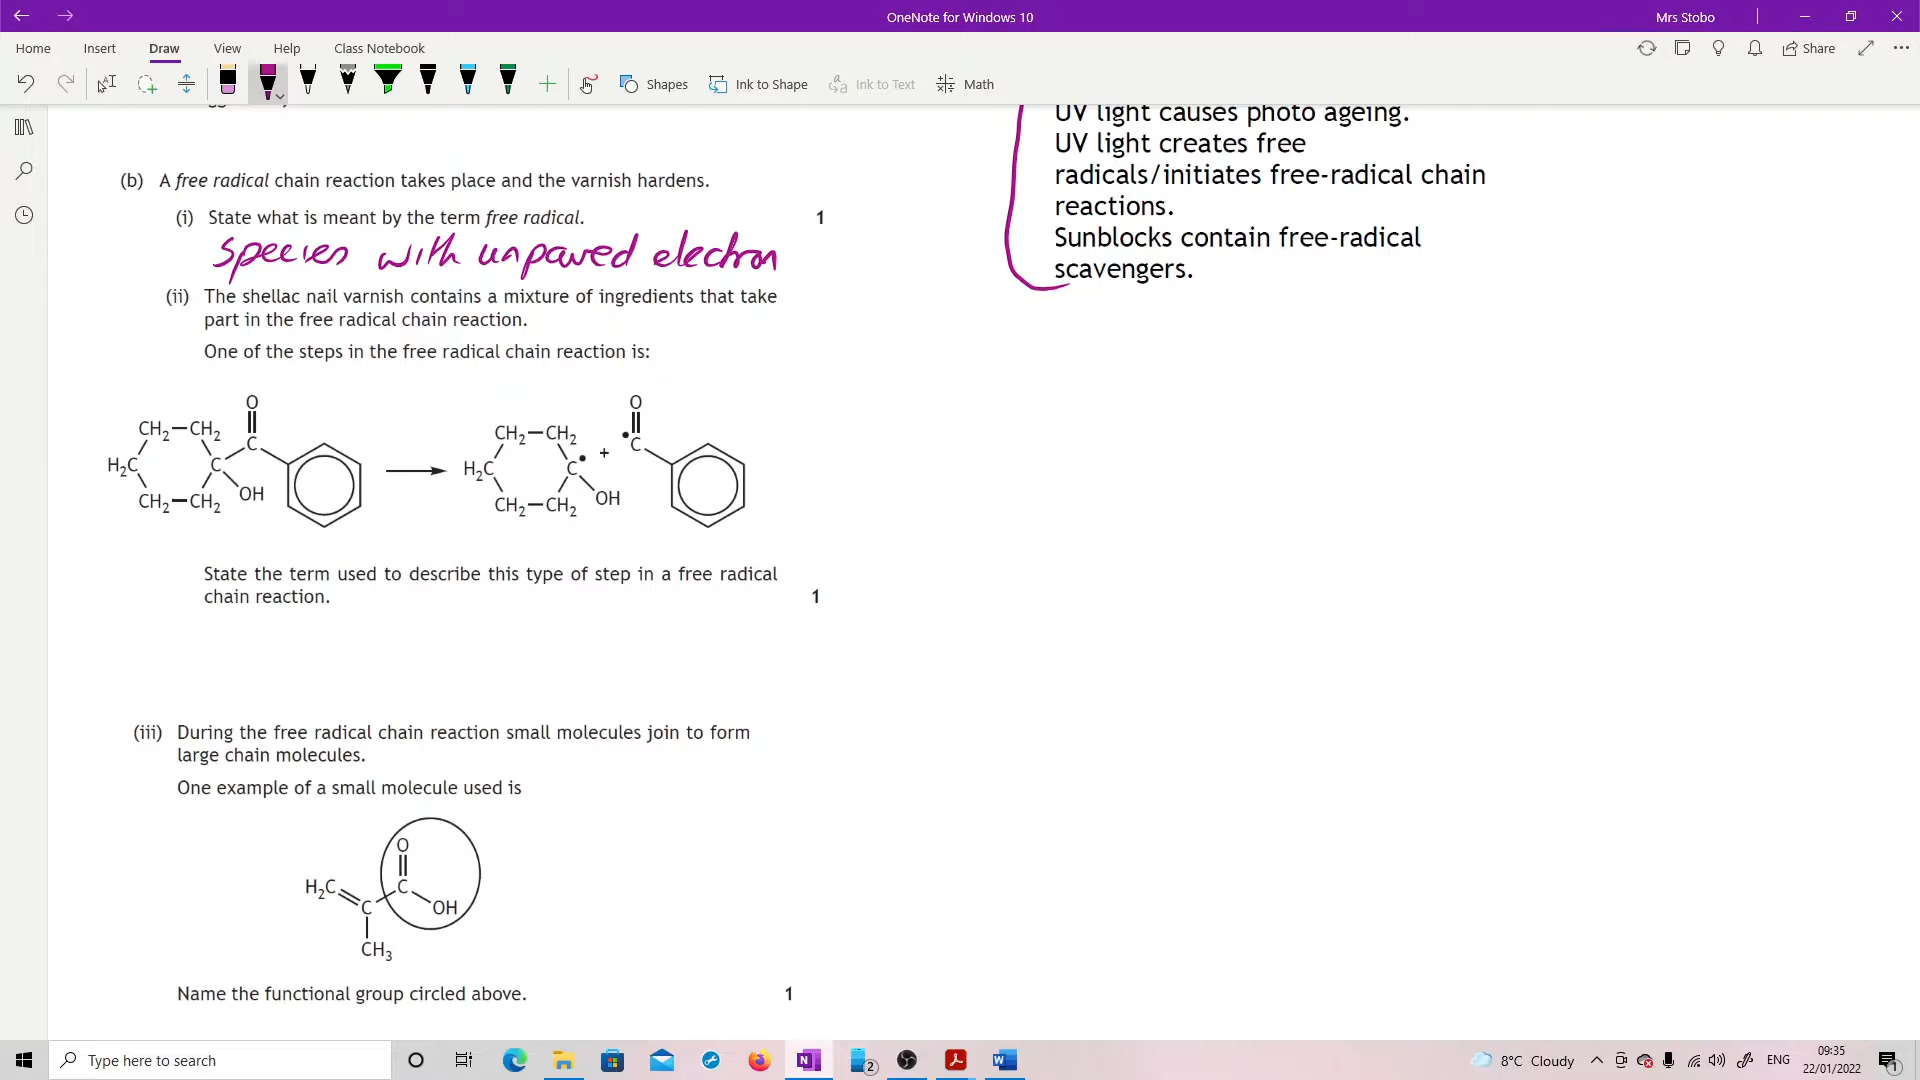 OneNote for Windows 10
Mrs Stobo
Home Insert Draw View Help Class Notebook
Share
Shapes Ink to Shape Ink to Text Math
(b) A free radical chain reaction takes place and the varnish hardens.
(i) State what is meant by the term free radical. 1
Species with unpaired electron
(ii) The shellac nail varnish contains a mixture of ingredients that take
part in the free radical chain reaction.
One of the steps in the free radical chain reaction is:
O
CH2—CH2
C
H2C C
OH
CH2—CH2
O
CH2—CH2
+ C
H2C C
OH
CH2—CH2
State the term used to describe this type of step in a free radical
chain reaction. 1
(iii) During the free radical chain reaction small molecules join to form
large chain molecules.
One example of a small molecule used is
O
H2C C
C OH
CH3
Name the functional group circled above. 1
UV light causes photo ageing.
UV light creates free
radicals/initiates free-radical chain
reactions.
Sunblocks contain free-radical
scavengers.
Type here to search
2
8°C Cloudy
ENG
09:35
22/01/2022
1